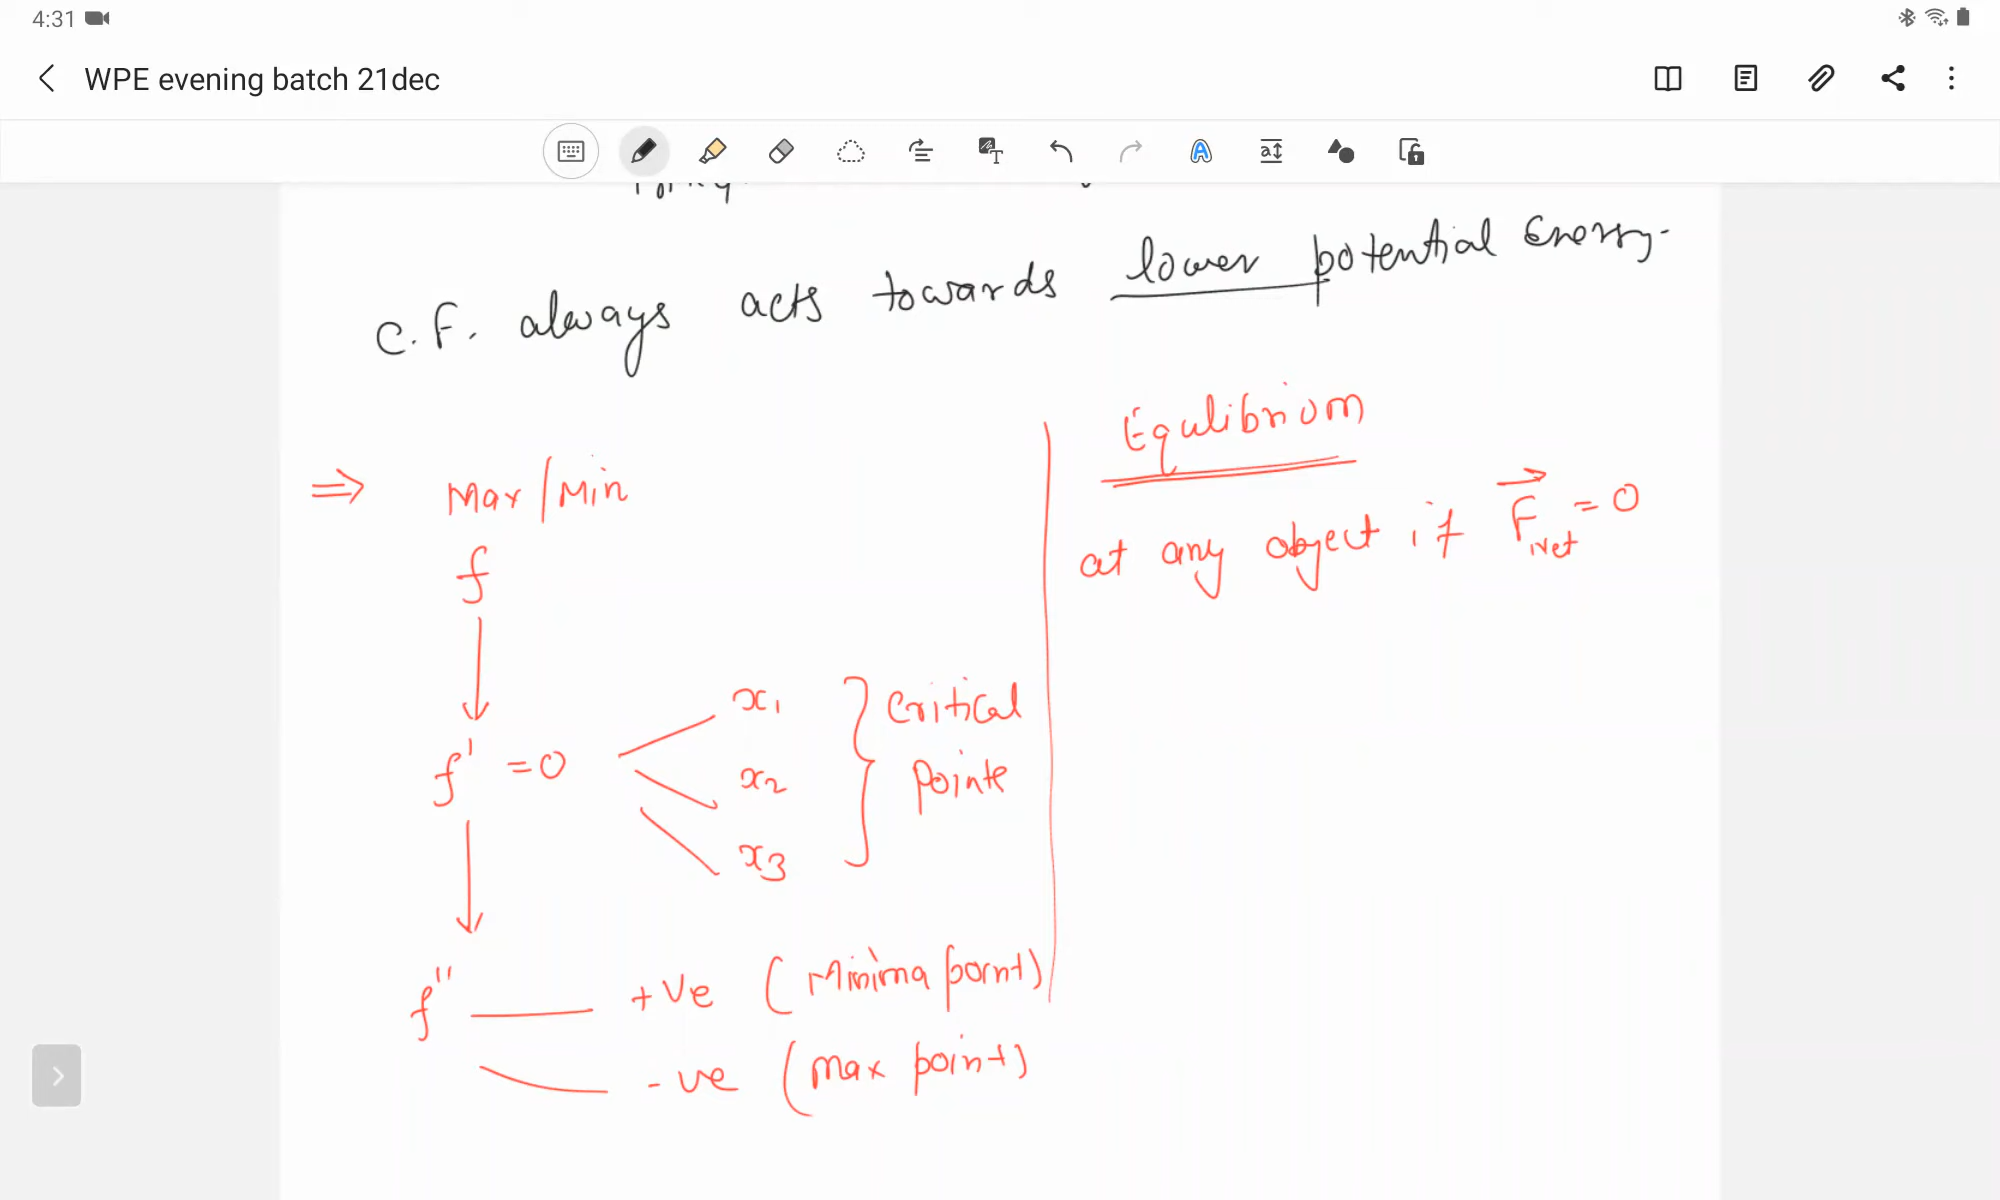 4:31
WPE evening batch 21dec
C.F. always acts towards lower potential Energy.
⇒ Max/Min
f
f' = 0
x1
x2
x3
Critical
Points
f''
+ve (Minima point)
-ve (Max point)
Equlibrium
at any object if F⃗net = 0